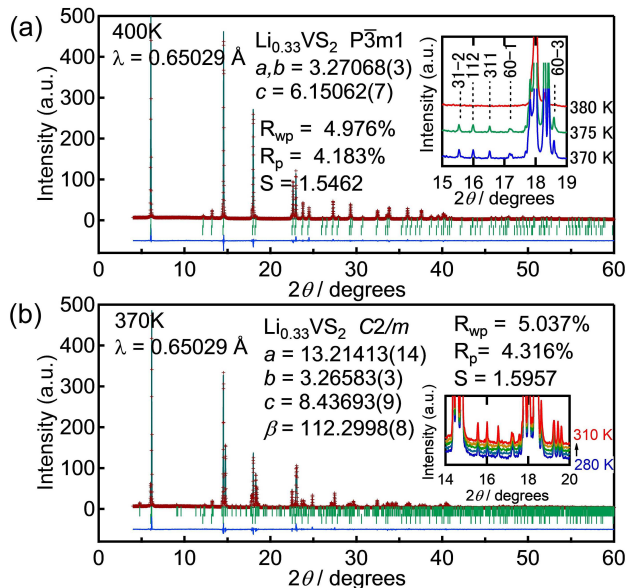 (a)
400K
λ = 0.65029 Å
Li0.33VS2 P3̅m1
a,b = 3.27068(3)
c = 6.15062(7)
Rwp = 4.976%
Rp = 4.183%
S = 1.5462
Intensity (a.u.)
500
400
300
200
100
0
0 10 20 30 40 50 60
2θ / degrees
Intensity (a.u.)
31-2
112
311
60-1
60-3
380 K
375 K
370 K
15 16 17 18 19
2θ / degrees
(b)
370K
λ = 0.65029 Å
Li0.33VS2 C2/m
a = 13.21413(14)
b = 3.26583(3)
c = 8.43693(9)
β = 112.2998(8)
Rwp = 5.037%
Rp= 4.316%
S = 1.5957
Intensity (a.u.)
500
400
300
200
100
0
0 10 20 30 40 50 60
2θ / degrees
Intensity (a.u.)
310 K
280 K
14 16 18 20
2θ / degrees